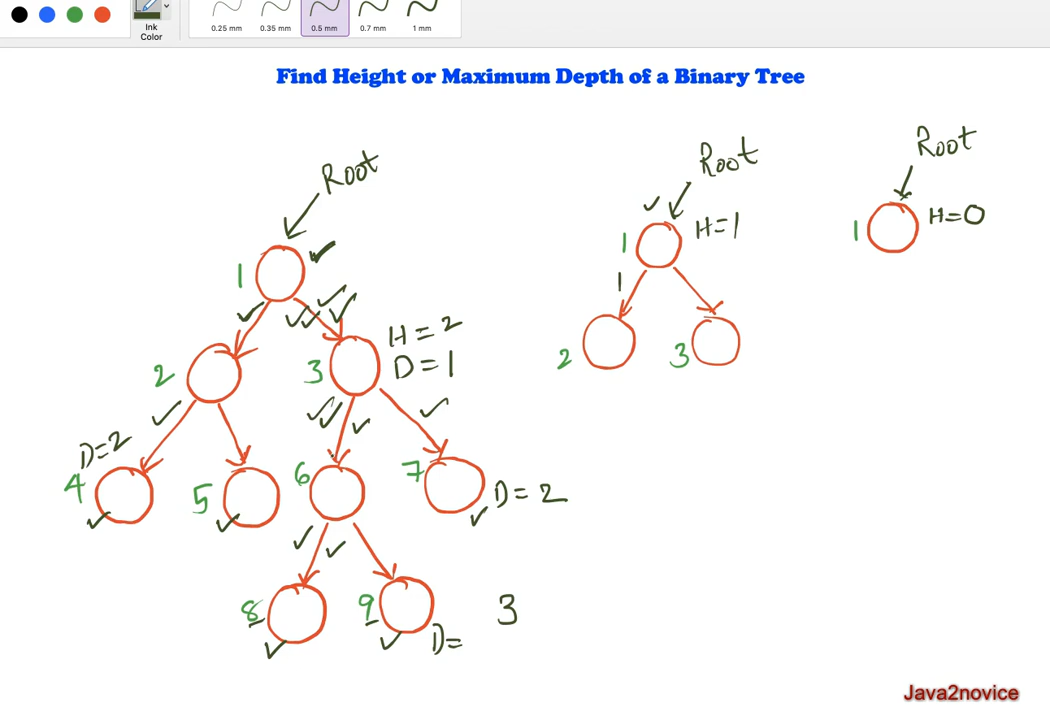 0.25 mm
0.35 mm
0.5 mm
0.7 mm
1 mm
Ink
Color
Find Height or Maximum Depth of a Binary Tree
Root
Root
Root
1
1
H=1
1
H=0
1
2
3
H=2
D=1
2
3
D=2
4
5
6
7
D=2
8
9
D=
3
Java2novice